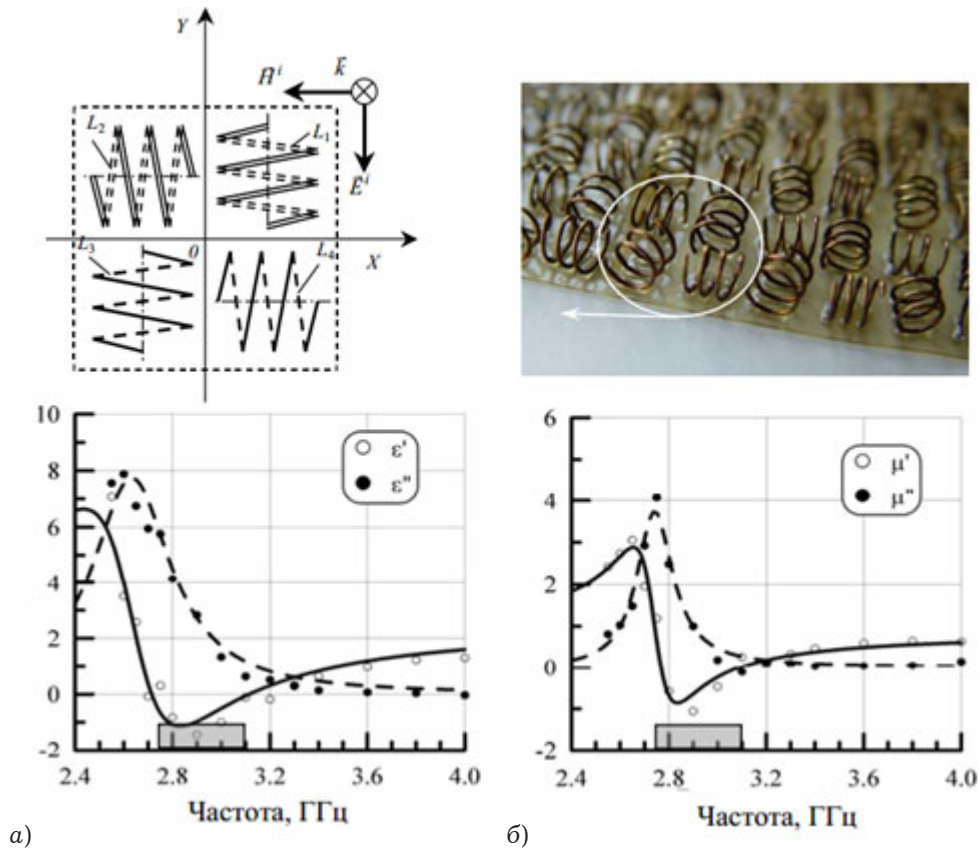 Y
H⃗ⁱ
k⃗
L₂
L₁
E⃗ⁱ
L₃
0
X
L₄
10
8
6
4
2
0
-2
ε'
ε"
2.4 2.8 3.2 3.6 4.0
Частота, ГГц
а)
6
4
2
0
-2
μ'
μ"
2.4 2.8 3.2 3.6 4.0
Частота, ГГц
б)